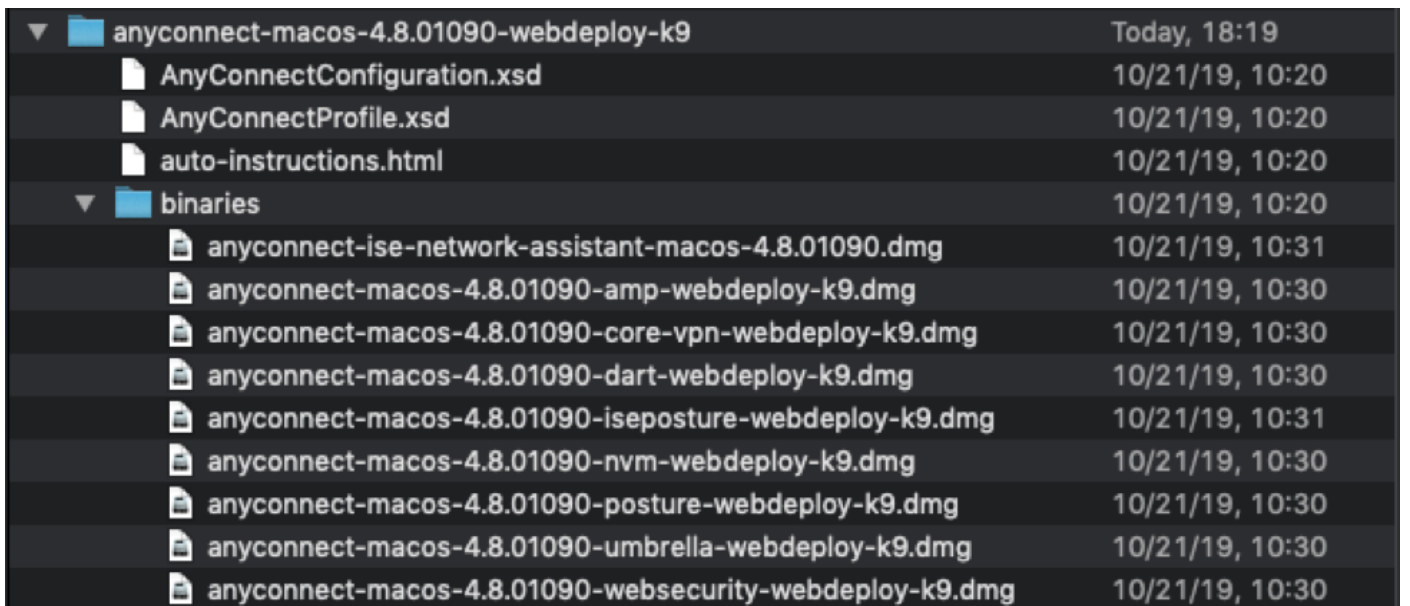 anyconnect-macos-4.8.01090-webdeploy-k9 Today, 18:19
AnyConnectConfiguration.xsd 10/21/19, 10:20
AnyConnectProfile.xsd 10/21/19, 10:20
auto-instructions.html 10/21/19, 10:20
binaries 10/21/19, 10:20
anyconnect-ise-network-assistant-macos-4.8.01090.dmg 10/21/19, 10:31
anyconnect-macos-4.8.01090-amp-webdeploy-k9.dmg 10/21/19, 10:30
anyconnect-macos-4.8.01090-core-vpn-webdeploy-k9.dmg 10/21/19, 10:30
anyconnect-macos-4.8.01090-dart-webdeploy-k9.dmg 10/21/19, 10:30
anyconnect-macos-4.8.01090-iseposture-webdeploy-k9.dmg 10/21/19, 10:31
anyconnect-macos-4.8.01090-nvm-webdeploy-k9.dmg 10/21/19, 10:30
anyconnect-macos-4.8.01090-posture-webdeploy-k9.dmg 10/21/19, 10:30
anyconnect-macos-4.8.01090-umbrella-webdeploy-k9.dmg 10/21/19, 10:30
anyconnect-macos-4.8.01090-websecurity-webdeploy-k9.dmg 10/21/19, 10:30